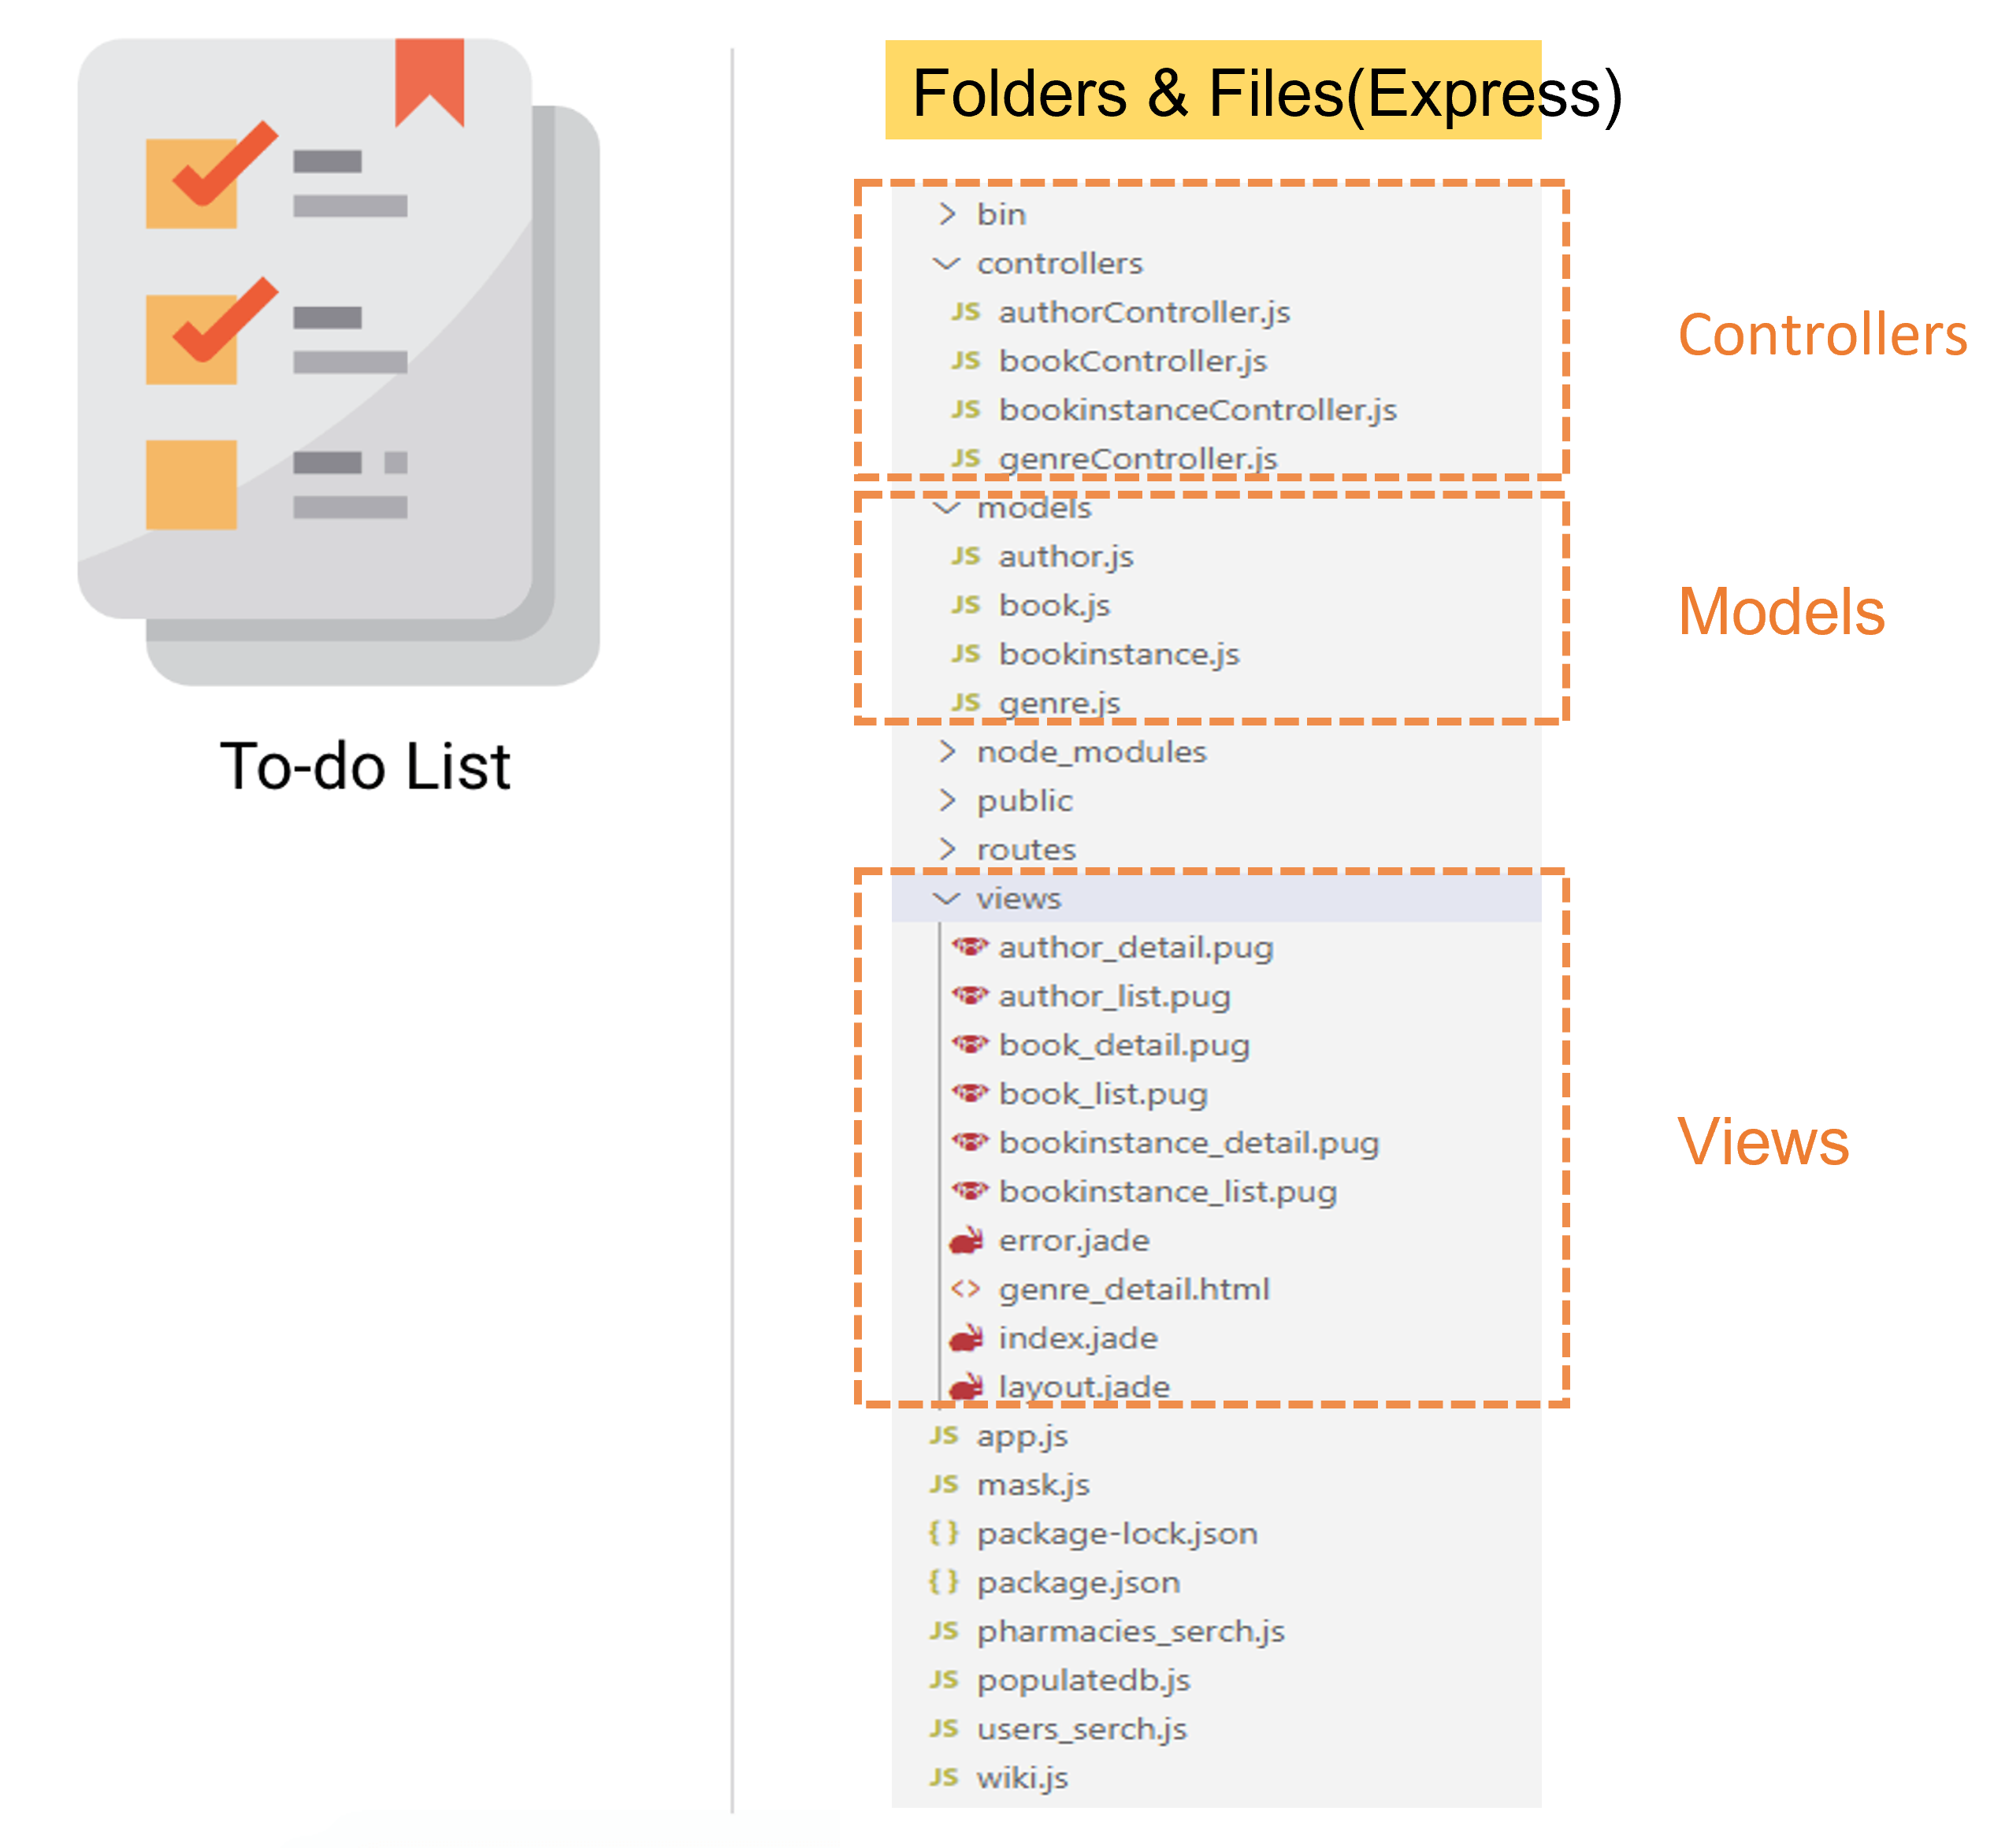 To-do List
Folders & Files(Express)
bin
controllers
JS authorController.js
JS bookController.js
JS bookinstanceController.js
JS genreController.js
Controllers
models
JS author.js
JS book.js
JS bookinstance.js
JS genre.js
Models
node_modules
public
routes
views
author_detail.pug
author_list.pug
book_detail.pug
book_list.pug
bookinstance_detail.pug
bookinstance_list.pug
error.jade
<> genre_detail.html
index.jade
layout.jade
Views
JS app.js
JS mask.js
{} package-lock.json
{} package.json
JS pharmacies_serch.js
JS populatedb.js
JS users_serch.js
JS wiki.js